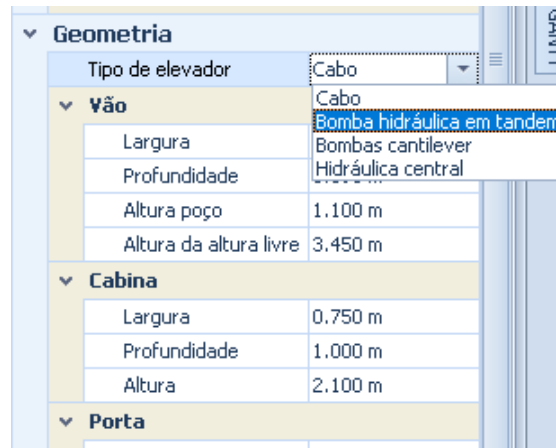 Geometria
Tipo de elevador Cabo
Cabo
Vão
Bomba hidráulica em tandem
Largura
Bombas cantilever
Profundidade
Hidráulica central
Altura poço 1.100 m
Altura da altura livre 3.450 m
Cabina
Largura 0.750 m
Profundidade 1.000 m
Altura 2.100 m
Porta
GANTT